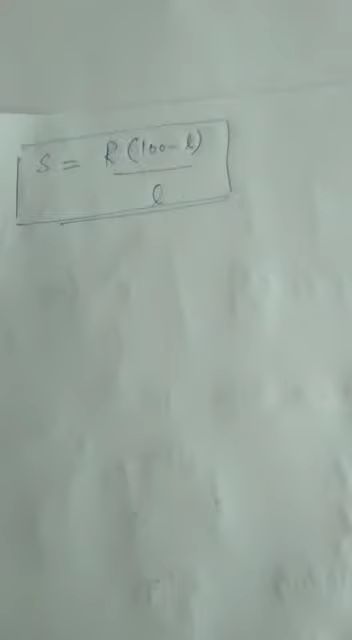 S = R (100 - l) / l